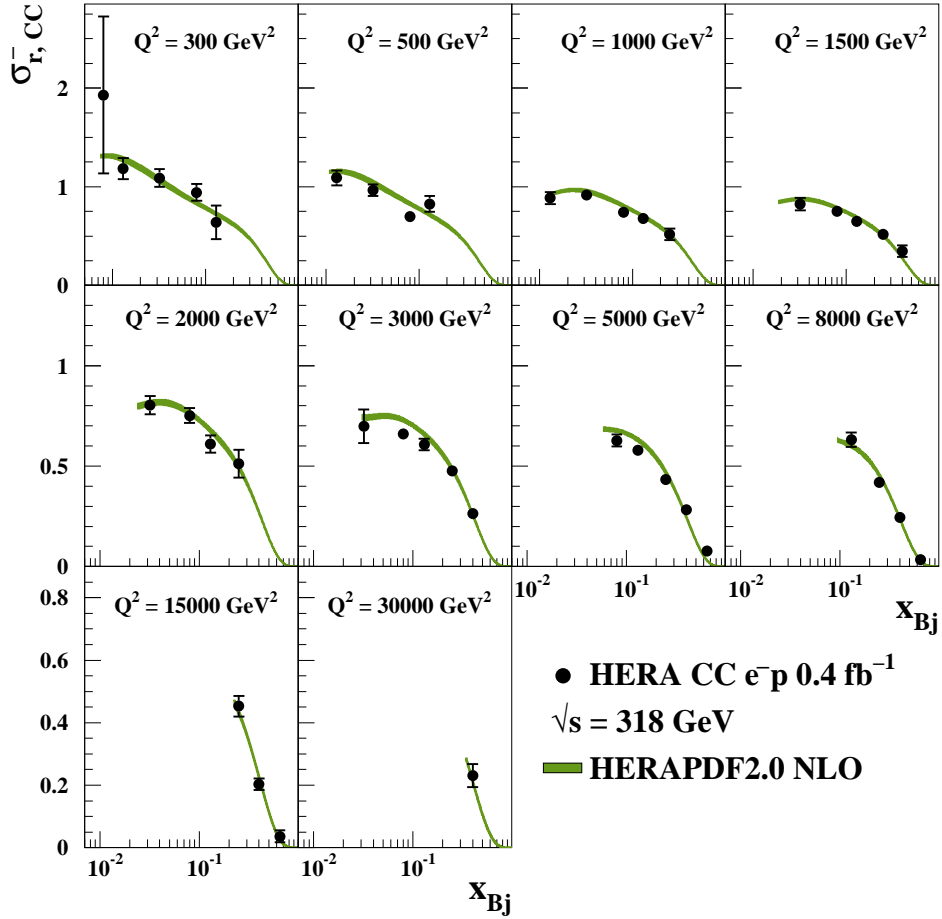 σ⁻r, CC
Q² = 300 GeV²
Q² = 500 GeV²
Q² = 1000 GeV²
Q² = 1500 GeV²
2
1
0
Q² = 2000 GeV²
Q² = 3000 GeV²
Q² = 5000 GeV²
Q² = 8000 GeV²
1
0.5
0
10⁻² 10⁻¹ 10⁻² 10⁻¹
xBj
Q² = 15000 GeV²
Q² = 30000 GeV²
0.8
0.6
0.4
0.2
0
10⁻² 10⁻¹ 10⁻² 10⁻¹
xBj
HERA CC e⁻p 0.4 fb⁻¹
√s = 318 GeV
HERAPDF2.0 NLO